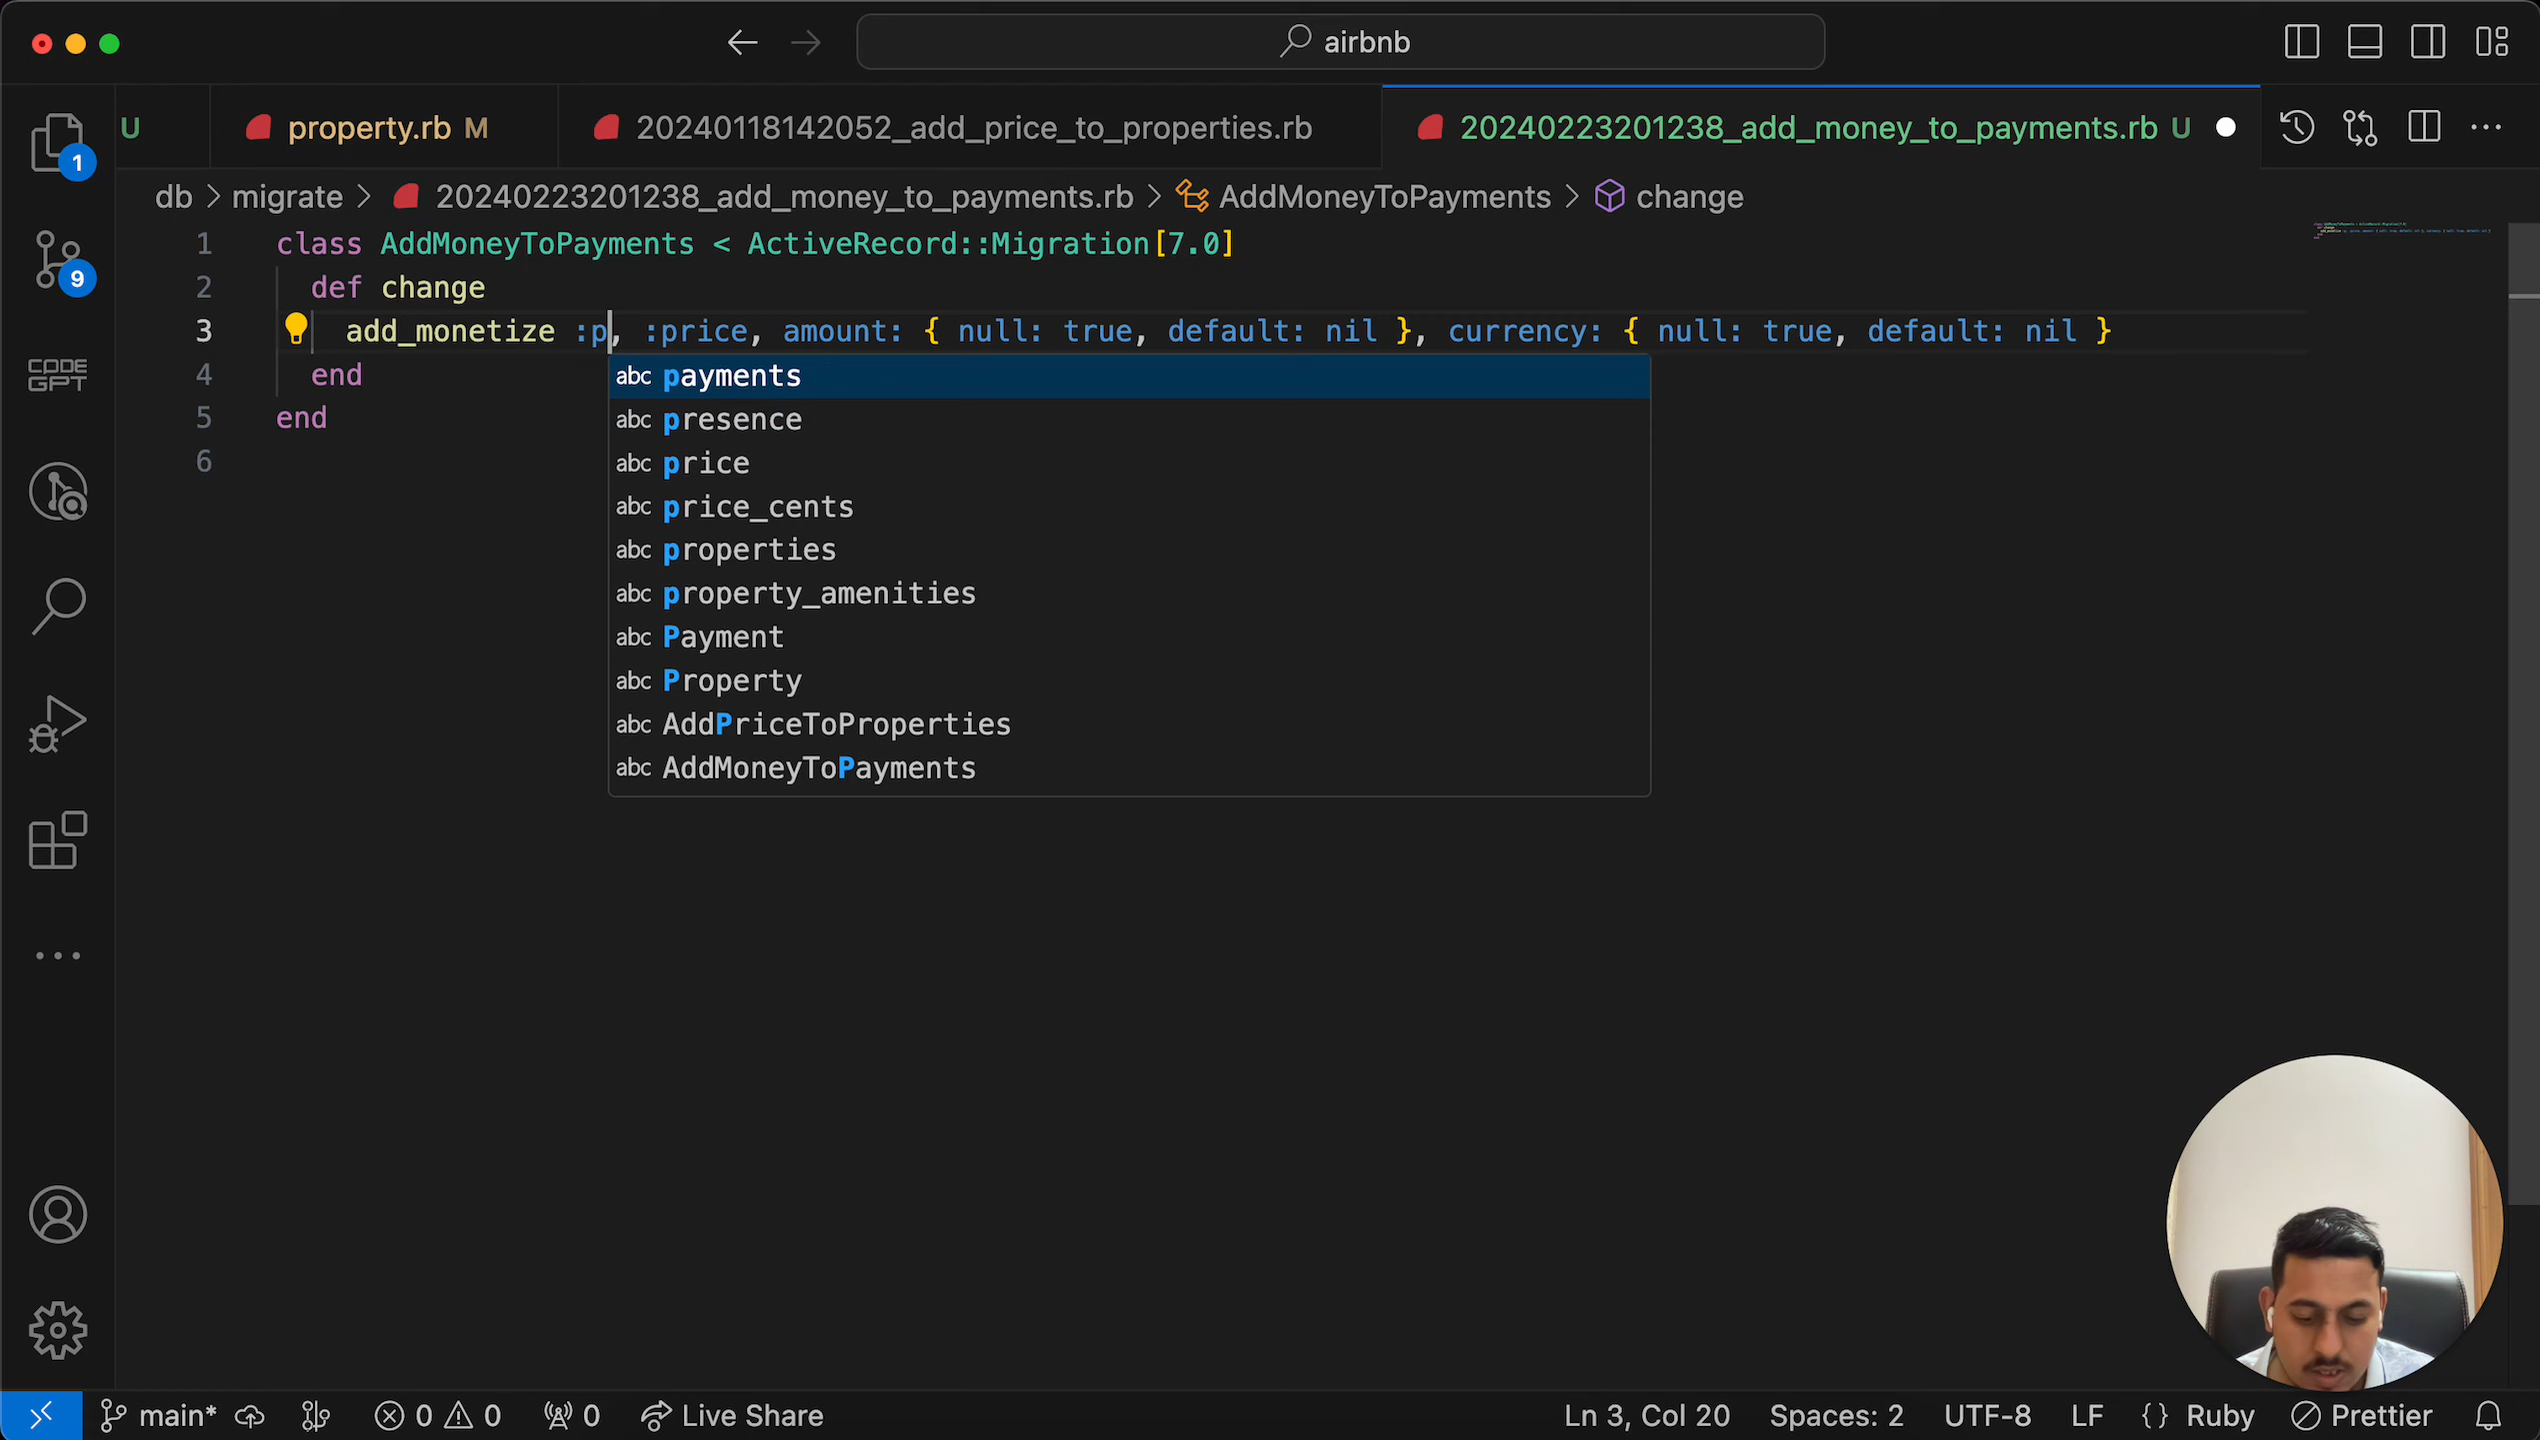 airbnb
U
property.rb M
20240118142052_add_price_to_properties.rb
20240223201238_add_money_to_payments.rb U
1
db > migrate > 20240223201238_add_money_to_payments.rb > AddMoneyToPayments > change
1 class AddMoneyToPayments < ActiveRecord::Migration[7.0]
2 def change
9
3 add_monetize :p, :price, amount: { null: true, default: nil }, currency: { null: true, default: nil }
4 end
5 end
6
CODE
GPT
abc payments
abc presence
abc price
abc price_cents
abc properties
abc property_amenities
abc Payment
abc Property
abc AddPriceToProperties
abc AddMoneyToPayments
main* 0 0 0 Live Share Ln 3, Col 20 Spaces: 2 UTF-8 LF {} Ruby Prettier